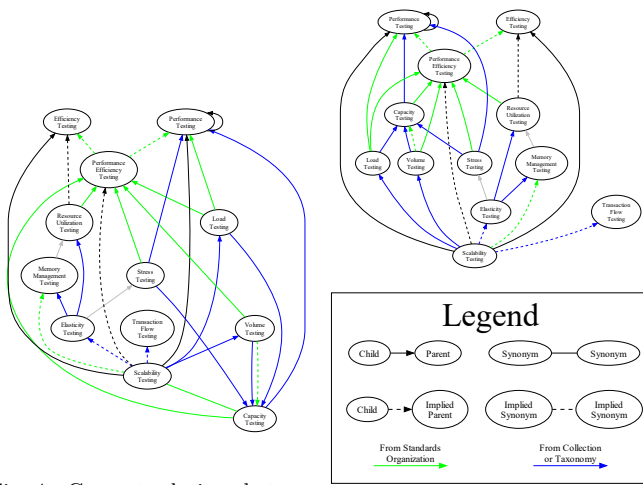 Efficiency
Testing
Performance
Testing
Performance
Efficiency
Testing
Resource
Utilization
Testing
Load
Testing
Memory
Management
Testing
Stress
Testing
Elasticity
Testing
Transaction
Flow
Testing
Volume
Testing
Scalability
Testing
Capacity
Testing
Performance
Testing
Efficiency
Testing
Performance
Efficiency
Testing
Capacity
Testing
Resource
Utilization
Testing
Load
Testing
Volume
Testing
Stress
Testing
Memory
Management
Testing
Elasticity
Testing
Transaction
Flow Testing
Scalability
Testing
Legend
Child Parent Synonym Synonym
Child Implied Parent Implied Synonym Implied Synonym
From Standards
Organization
From Collection
or Taxonomy